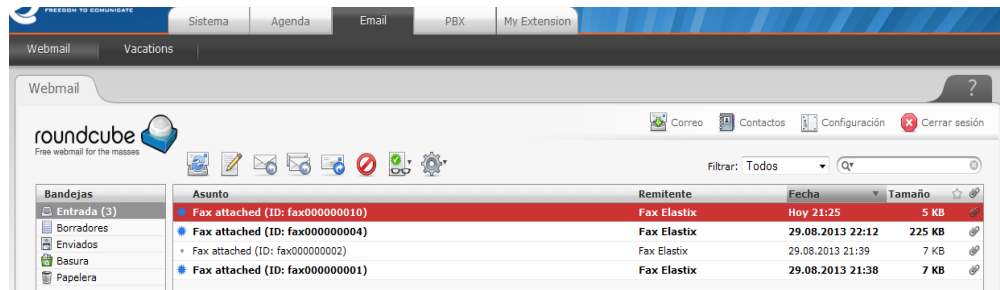 FREEDOM TO COMUNICATE
Sistema Agenda Email PBX My Extension
Webmail Vacations
Webmail ?
roundcube
Free webmail for the masses
Correo Contactos Configuración Cerrar sesión
Filtrar: Todos
Bandejas Asunto Remitente Fecha Tamaño
Entrada (3) Fax attached (ID: fax000000010) Fax Elastix Hoy 21:25 5 KB
Borradores Fax attached (ID: fax000000004) Fax Elastix 29.08.2013 22:12 225 KB
Enviados Fax attached (ID: fax000000002) Fax Elastix 29.08.2013 21:39 7 KB
Basura Fax attached (ID: fax000000001) Fax Elastix 29.08.2013 21:38 7 KB
Papelera